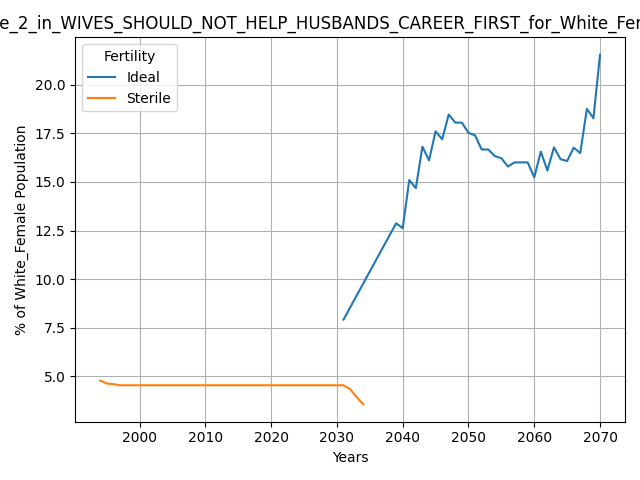 e_2_in_WIVES_SHOULD_NOT_HELP_HUSBANDS_CAREER_FIRST_for_White_Fem
Fertility
Ideal
Sterile
% of White_Female Population
20.0
17.5
15.0
12.5
10.0
7.5
5.0
2000 2010 2020 2030 2040 2050 2060 2070
Years